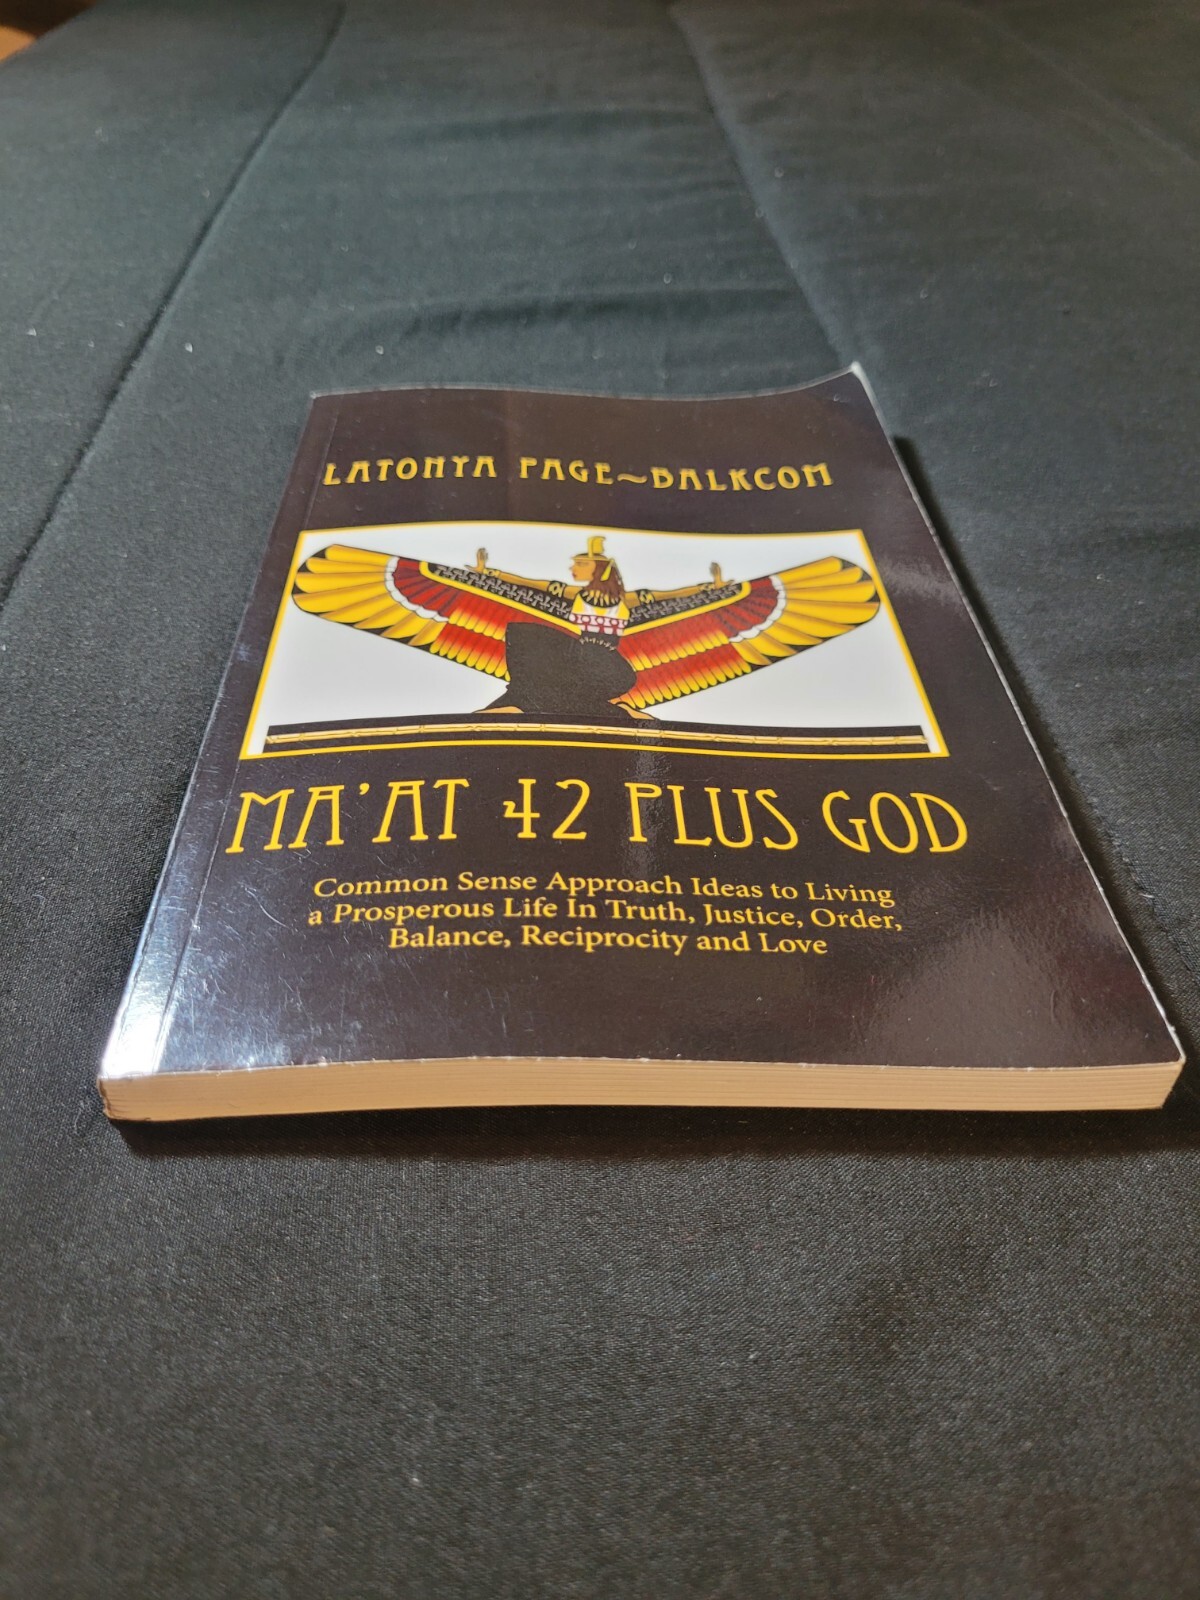 LATONYA PAGE~BALKCOM
MA'AT 42 PLUS GOD
Common Sense Approach Ideas to Living
a Prosperous Life In Truth, Justice, Order,
Balance, Reciprocity and Love